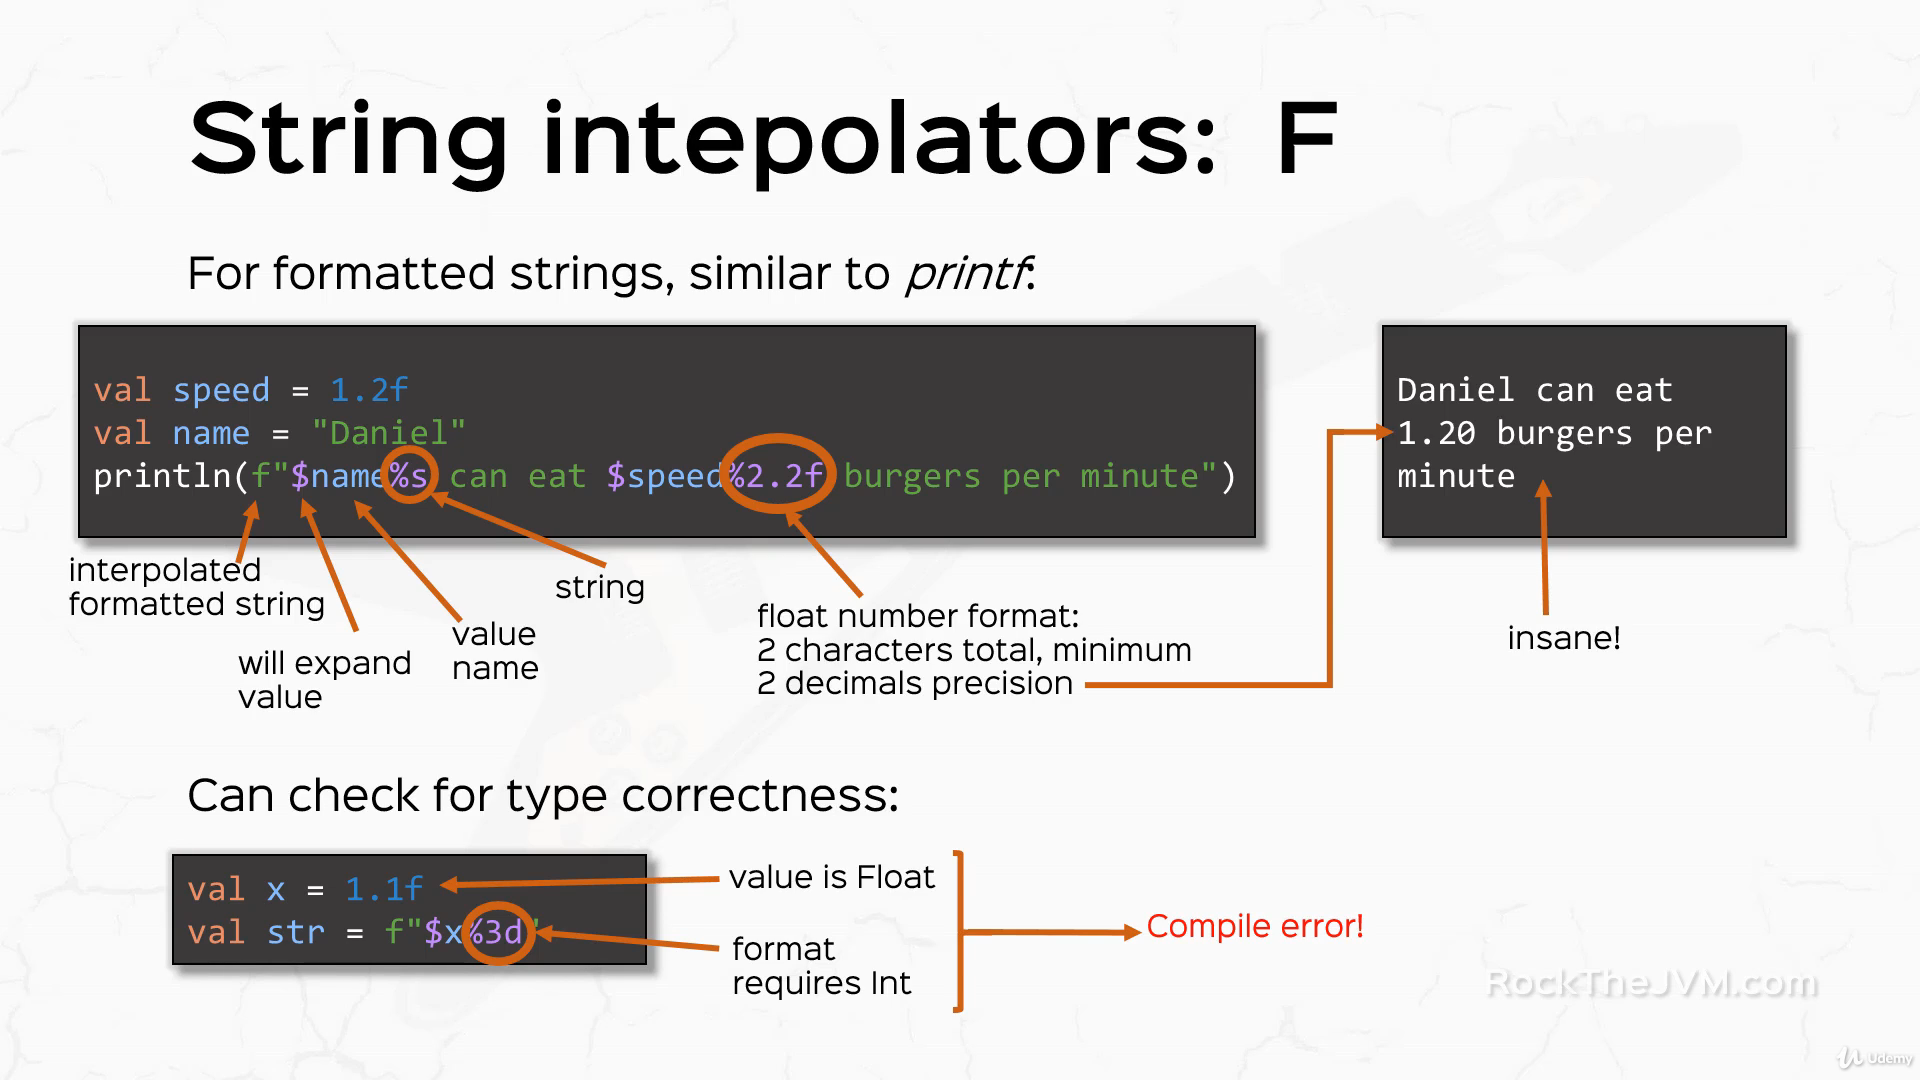 String intepolators: F
For formatted strings, similar to printf:
val speed = 1.2f
val name = "Daniel"
println(f"$name%s can eat $speed%2.2f burgers per minute")
Daniel can eat
1.20 burgers per
minute
interpolated
formatted string
will expand
value
value
name
string
float number format:
2 characters total, minimum
2 decimals precision
insane!
Can check for type correctness:
val x = 1.1f
val str = f"$x%3d"
value is Float
format
requires Int
Compile error!
RockTheJVM.com
Udemy